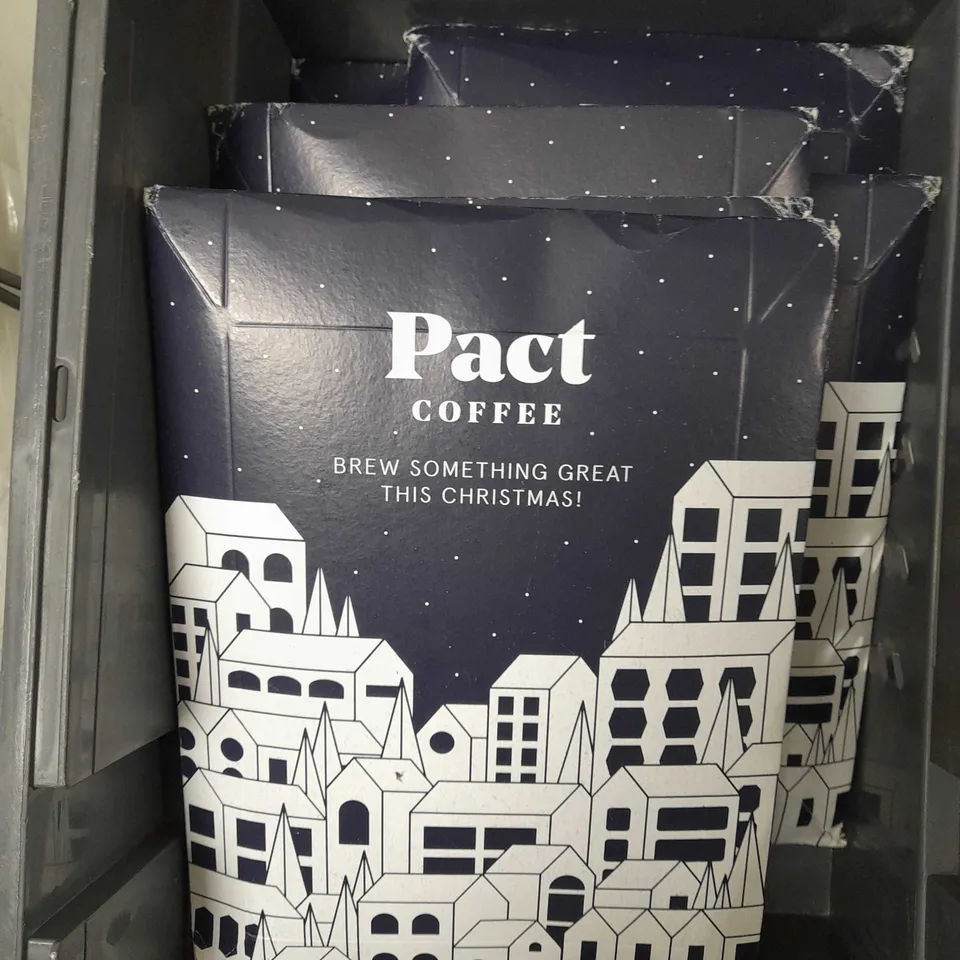 Pact
COFFEE
BREW SOMETHING GREAT
THIS CHRISTMAS!